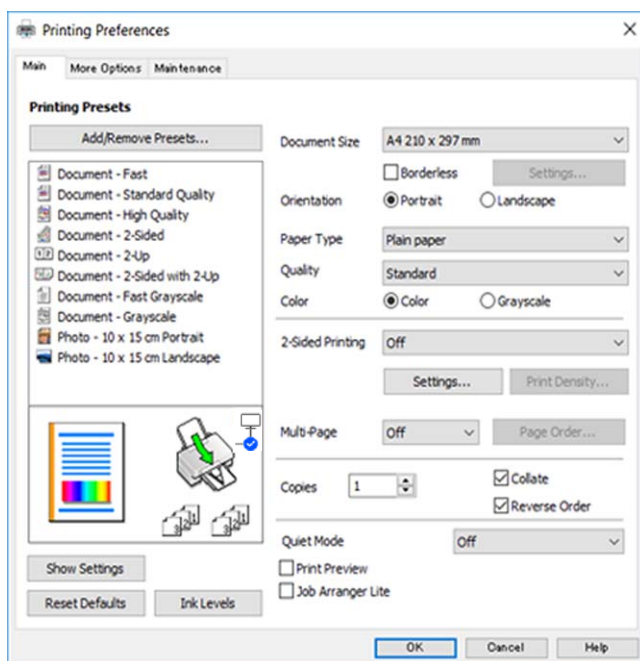 Printing Preferences
Main More Options Maintenance
Printing Presets
Add/Remove Presets...
Document - Fast
Document - Standard Quality
Document - High Quality
Document - 2-Sided
Document - 2-Up
Document - 2-Sided with 2-Up
Document - Fast Grayscale
Document - Grayscale
Photo - 10 x 15 cm Portrait
Photo - 10 x 15 cm Landscape
Show Settings
Reset Defaults Ink Levels
Document Size A4 210 x 297 mm
Borderless Settings...
Orientation Portrait Landscape
Paper Type Plain paper
Quality Standard
Color Color Grayscale
2-Sided Printing Off
Settings... Print Density...
Multi-Page Off Page Order...
Copies 1 Collate
Reverse Order
Quiet Mode Off
Print Preview
Job Arranger Lite
OK Cancel Help